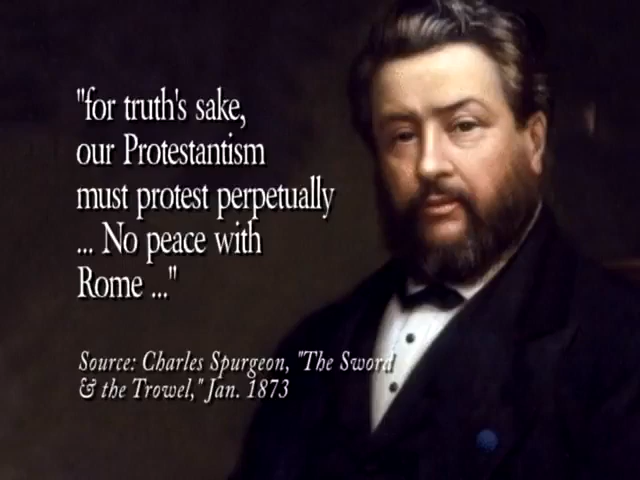 "for truth's sake,
our Protestantism
must protest perpetually
... No peace with
Rome ..."
Source: Charles Spurgeon, "The Sword
& the Trowel," Jan. 1873